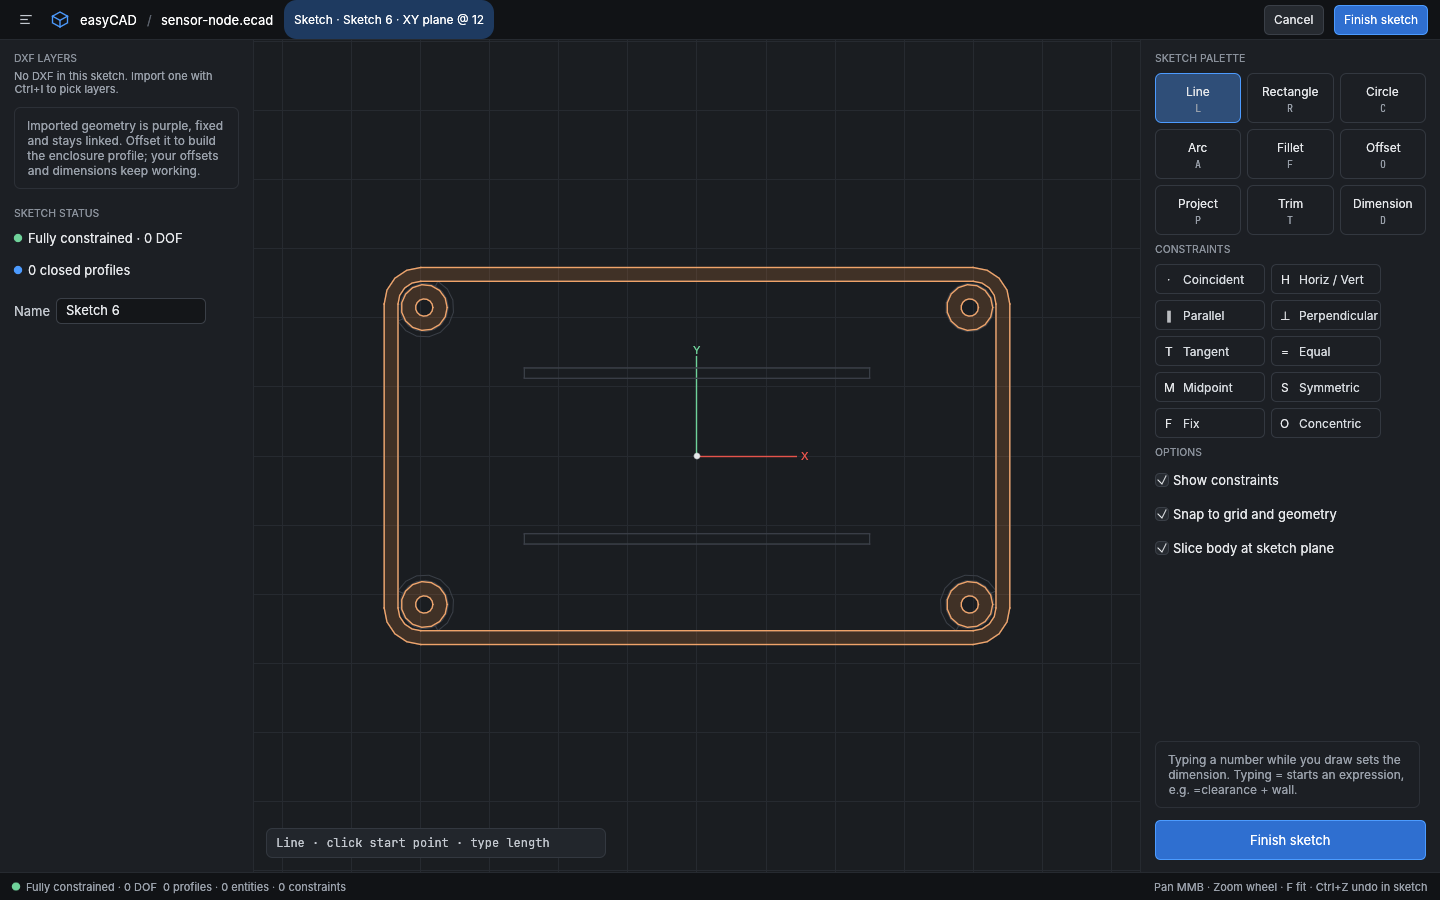 easyCAD / sensor-node.ecad Sketch · Sketch 6 · XY plane @ 12 Cancel Finish sketch
DXF LAYERS
No DXF in this sketch. Import one with
Ctrl+I to pick layers.
Imported geometry is purple, fixed
and stays linked. Offset it to build
the enclosure profile; your offsets
and dimensions keep working.
SKETCH STATUS
Fully constrained · 0 DOF
0 closed profiles
Name Sketch 6
Y
X
Line · click start point · type length
SKETCH PALETTE
Line Rectangle Circle
L R C
Arc Fillet Offset
A F O
Project Trim Dimension
P T D
CONSTRAINTS
· Coincident H Horiz / Vert
∥ Parallel ⊥ Perpendicular
T Tangent = Equal
M Midpoint S Symmetric
F Fix O Concentric
OPTIONS
Show constraints
Snap to grid and geometry
Slice body at sketch plane
Typing a number while you draw sets the
dimension. Typing = starts an expression,
e.g. =clearance + wall.
Finish sketch
Fully constrained · 0 DOF 0 profiles · 0 entities · 0 constraints
Pan MMB · Zoom wheel · F fit · Ctrl+Z undo in sketch